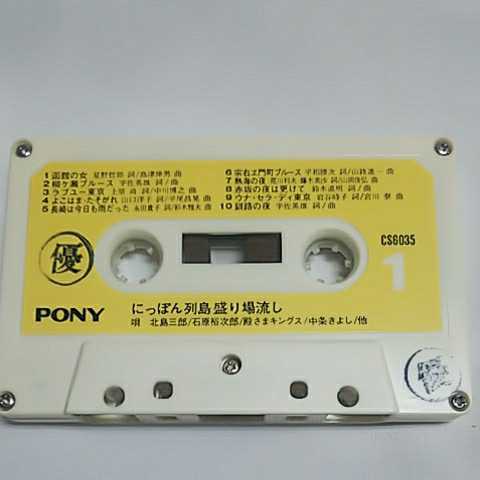 1 函館の女 星野哲郎 詞/島津伸男 曲
2 柳ケ瀬ブルース 宇佐英雄 詞/曲
3 ラブユー東京 上原尚 詞/中川博之 曲
4 よこはま・たそがれ 山口洋子 詞/平尾昌晃 曲
5 長崎は今日も雨だった 永田貴子 詞/彩木雅夫 曲
6 宗右エ門町ブルース 平和勝次 詞/山路進一 曲
7 熱海の夜 荒川利夫 藤木美沙 詞/山岡俊弘 曲
8 赤坂の夜は更けて 鈴木道明 詞/曲
9 ウナ・セラ・ディ東京 岩谷時子 詞/宮川泰 曲
10 釧路の夜 宇佐英雄 詞/曲
優
CS6035
1
PONY
にっぽん列島盛り場流し
唄 北島三郎/石原裕次郎/殿さまキングス/中条きよし/他